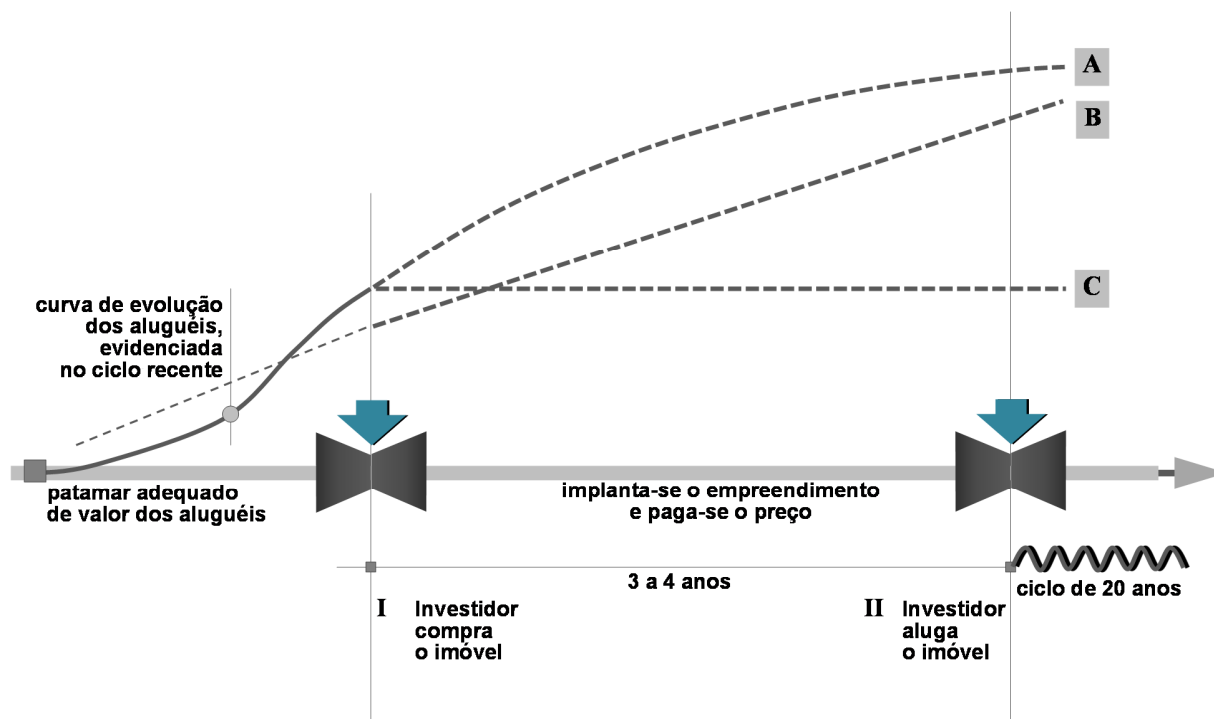 A
B
C
curva de evolução
dos aluguéis,
evidenciada
no ciclo recente
patamar adequado
de valor dos aluguéis
implanta-se o empreendimento
e paga-se o preço
3 a 4 anos
ciclo de 20 anos
I Investidor
compra
o imóvel
II Investidor
aluga
o imóvel